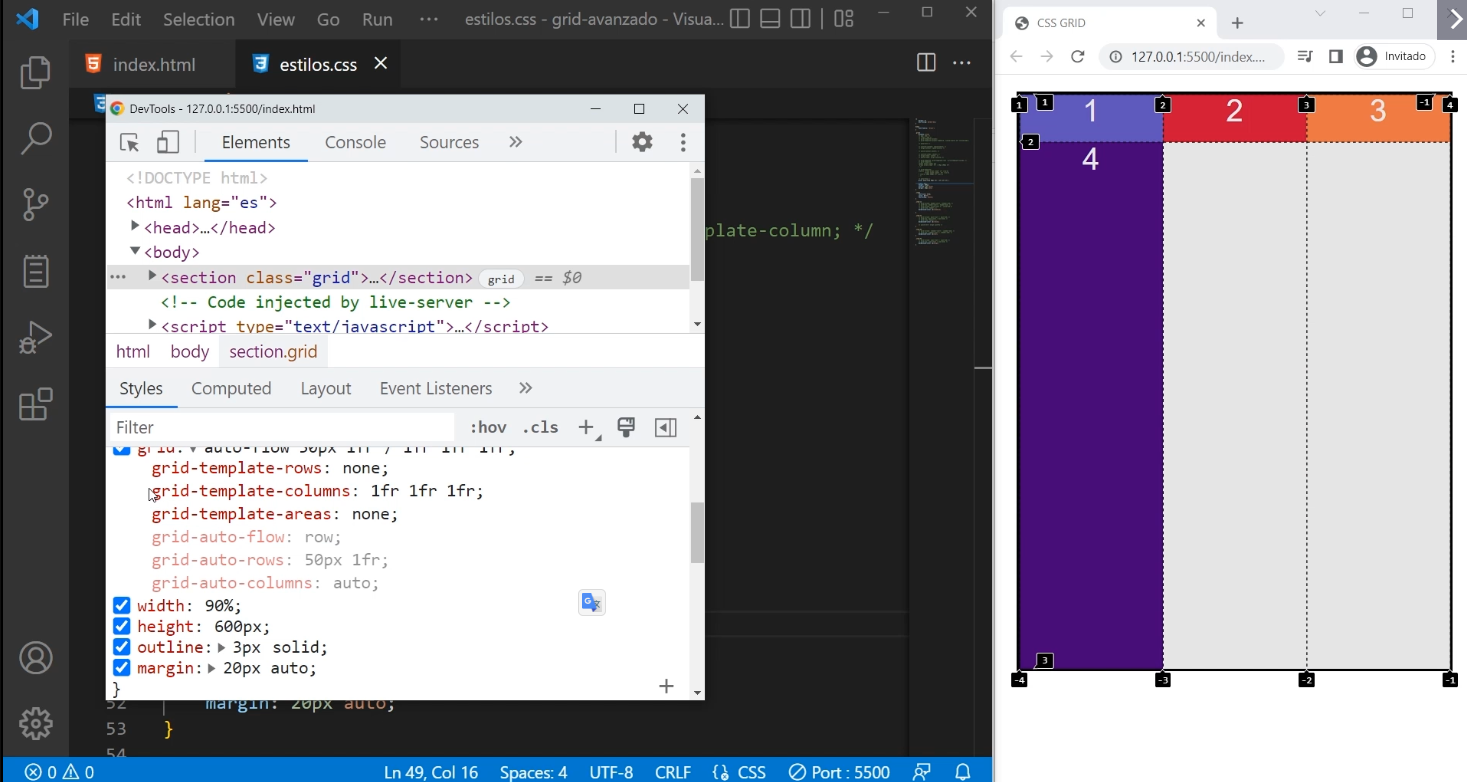 File Edit Selection View Go Run ··· estilos.css - grid-avanzado - Visua...
index.html estilos.css
DevTools - 127.0.0.1:5500/index.html
Elements Console Sources »
<!DOCTYPE html>
<html lang="es">
<head>…</head>
<body>
··· <section class="grid">…</section> grid == $0
<!-- Code injected by live-server -->
<script type="text/javascript">…</script>
html body section.grid
Styles Computed Layout Event Listeners »
Filter :hov .cls +
grid: auto-flow 50px 1fr / 1fr 1fr 1fr;
grid-template-rows: none;
grid-template-columns: 1fr 1fr 1fr;
grid-template-areas: none;
grid-auto-flow: row;
grid-auto-rows: 50px 1fr;
grid-auto-columns: auto;
width: 90%;
height: 600px;
outline: 3px solid;
margin: 20px auto;
}
plate-column; */
52 margin: 20px auto;
53 }
54
0 0 Ln 49, Col 16 Spaces: 4 UTF-8 CRLF {} CSS Port : 5500
CSS GRID
127.0.0.1:5500/index.... Invitado
1 1 2 3 -1 4
1 2 3
2
4
3
-4 -3 -2 -1